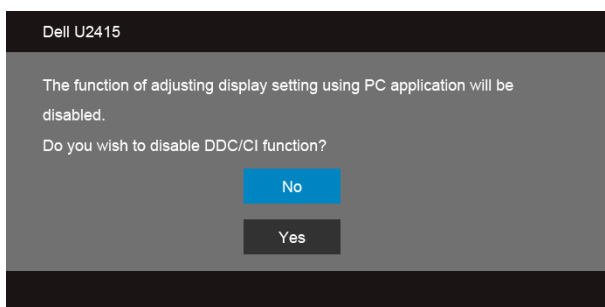 Dell U2415
The function of adjusting display setting using PC application will be
disabled.
Do you wish to disable DDC/CI function?
No
Yes